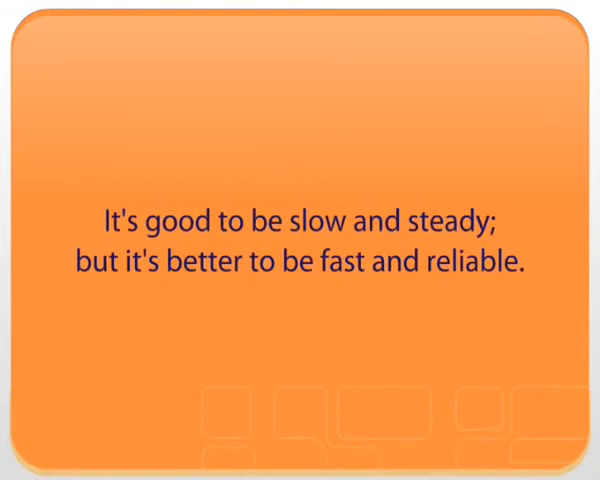 It's good to be slow and steady;
but it's better to be fast and reliable.